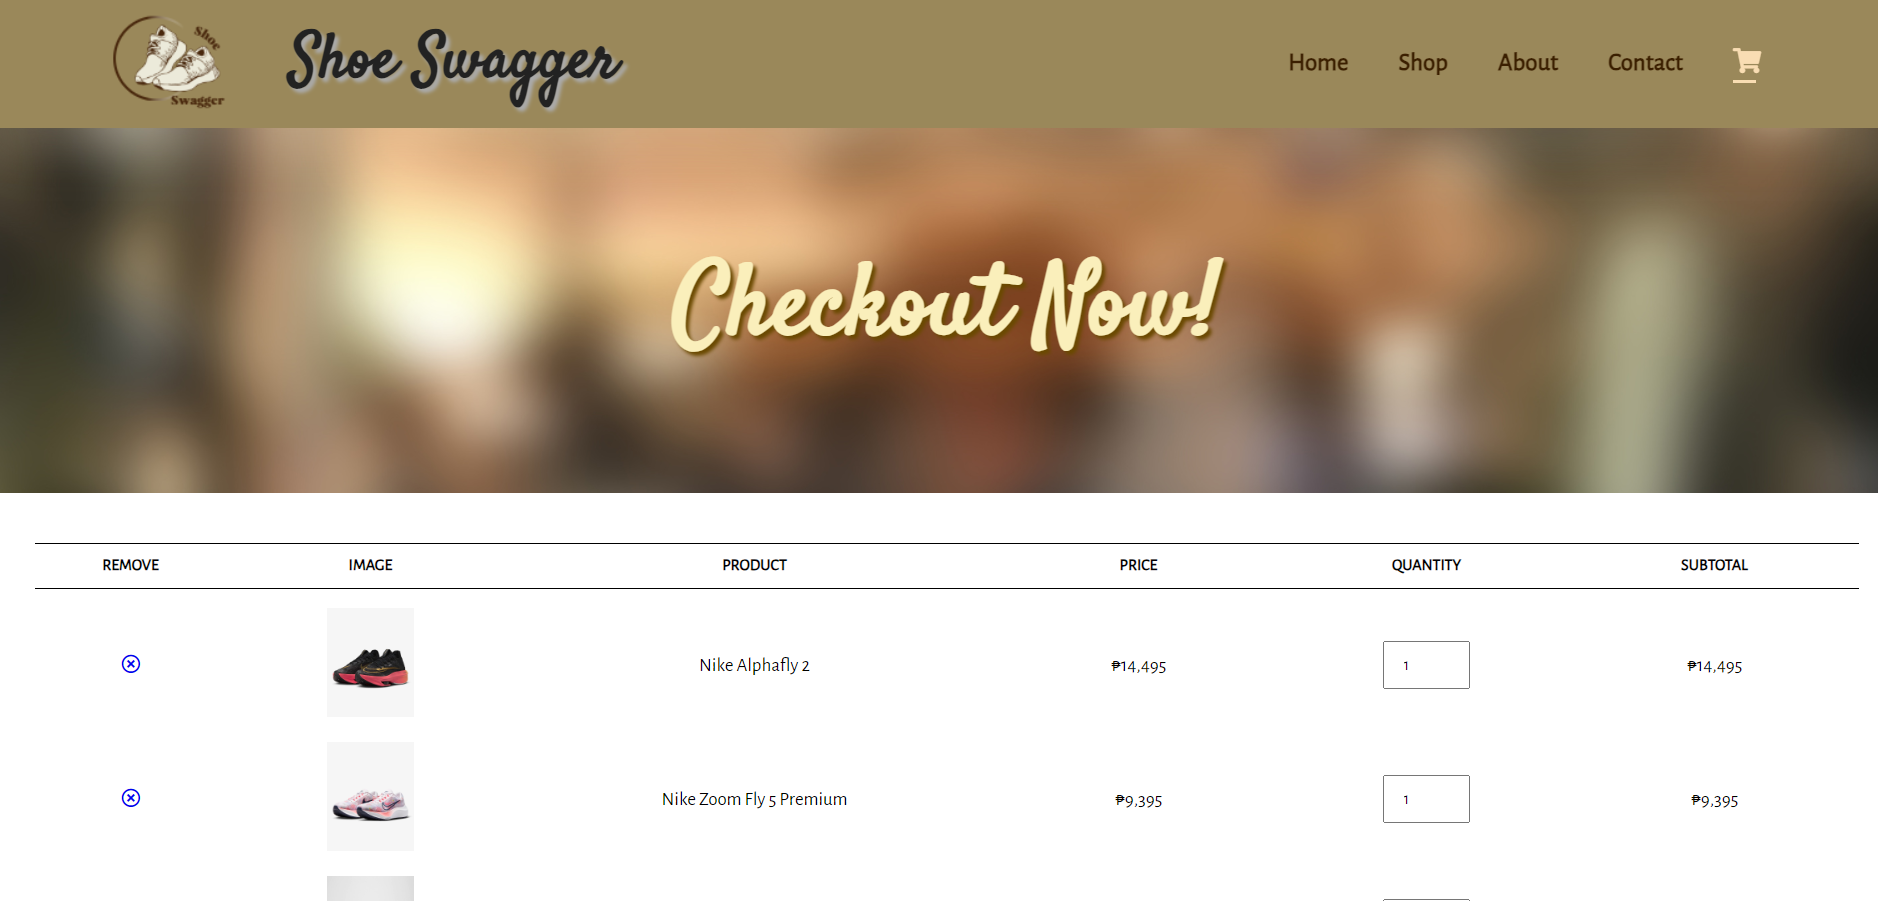 Shoe
Swagger
Shoe Swagger
Home Shop About Contact
Checkout Now!
REMOVE IMAGE PRODUCT PRICE QUANTITY SUBTOTAL
Nike Alphafly 2 ₱14,495 1 ₱14,495
Nike Zoom Fly 5 Premium ₱9,395 1 ₱9,395